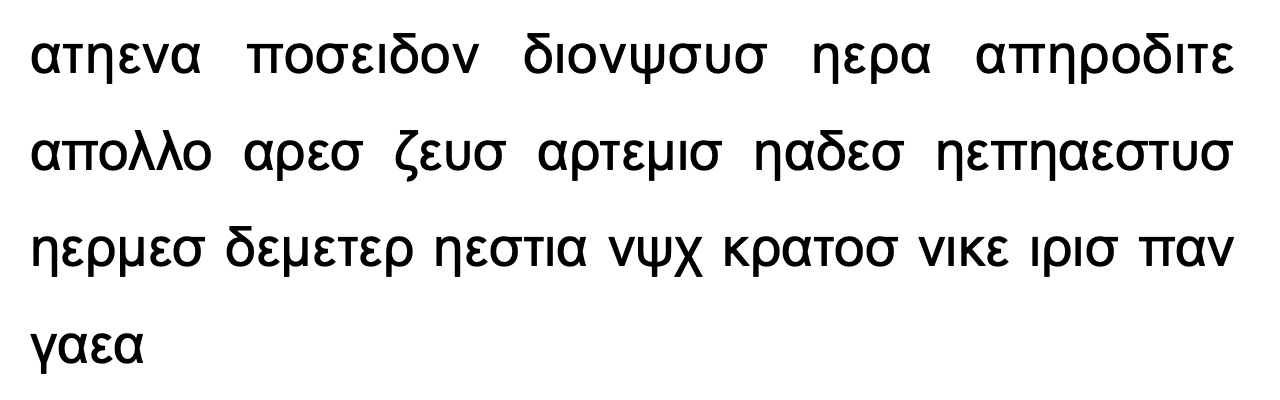 ατηενα ποσειδον διονψσυσ ηερα απηροδιτε
απολλο αρεσ ζευσ αρτεμισ ηαδεσ ηεπηαεστυσ
ηερμεσ δεμετερ ηεστια νψχ κρατοσ νικε ιρισ παν
γαεα